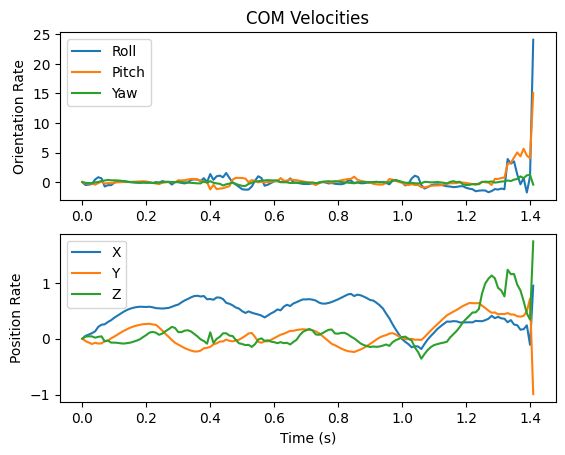 COM Velocities
Orientation Rate
25
20
15
10
5
0
Roll
Pitch
Yaw
0.0 0.2 0.4 0.6 0.8 1.0 1.2 1.4
Position Rate
1
0
−1
X
Y
Z
0.0 0.2 0.4 0.6 0.8 1.0 1.2 1.4
Time (s)